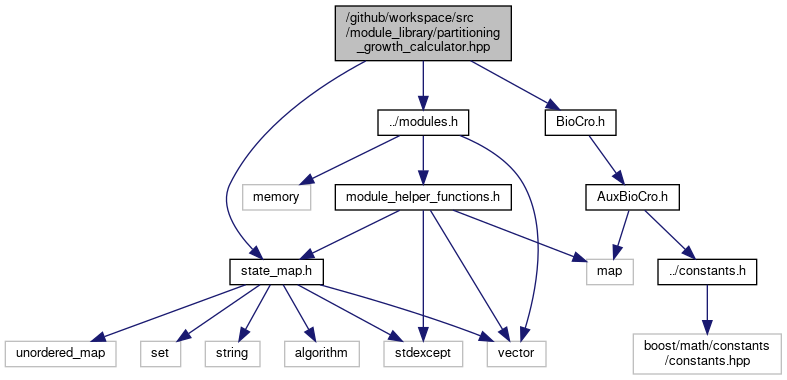 /github/workspace/src
/module_library/partitioning
_growth_calculator.hpp
../modules.h
BioCro.h
memory
module_helper_functions.h
AuxBioCro.h
state_map.h
map
../constants.h
unordered_map
set
string
algorithm
stdexcept
vector
boost/math/constants
/constants.hpp